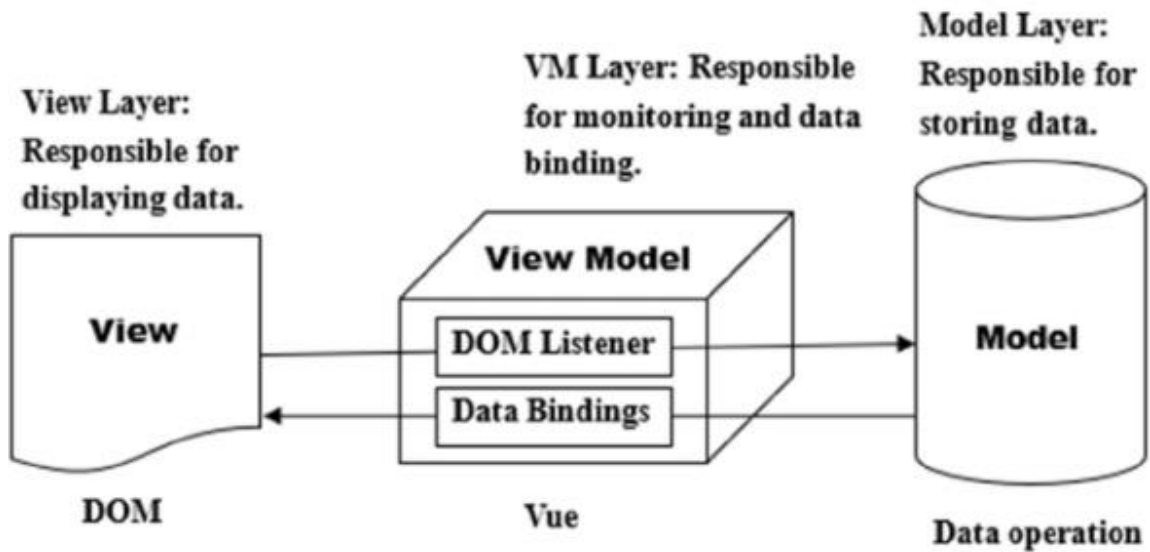 View Layer:
Responsible for
displaying data.
VM Layer: Responsible
for monitoring and data
binding.
Model Layer:
Responsible for
storing data.
View
View Model
DOM Listener
Data Bindings
Model
DOM
Vue
Data operation